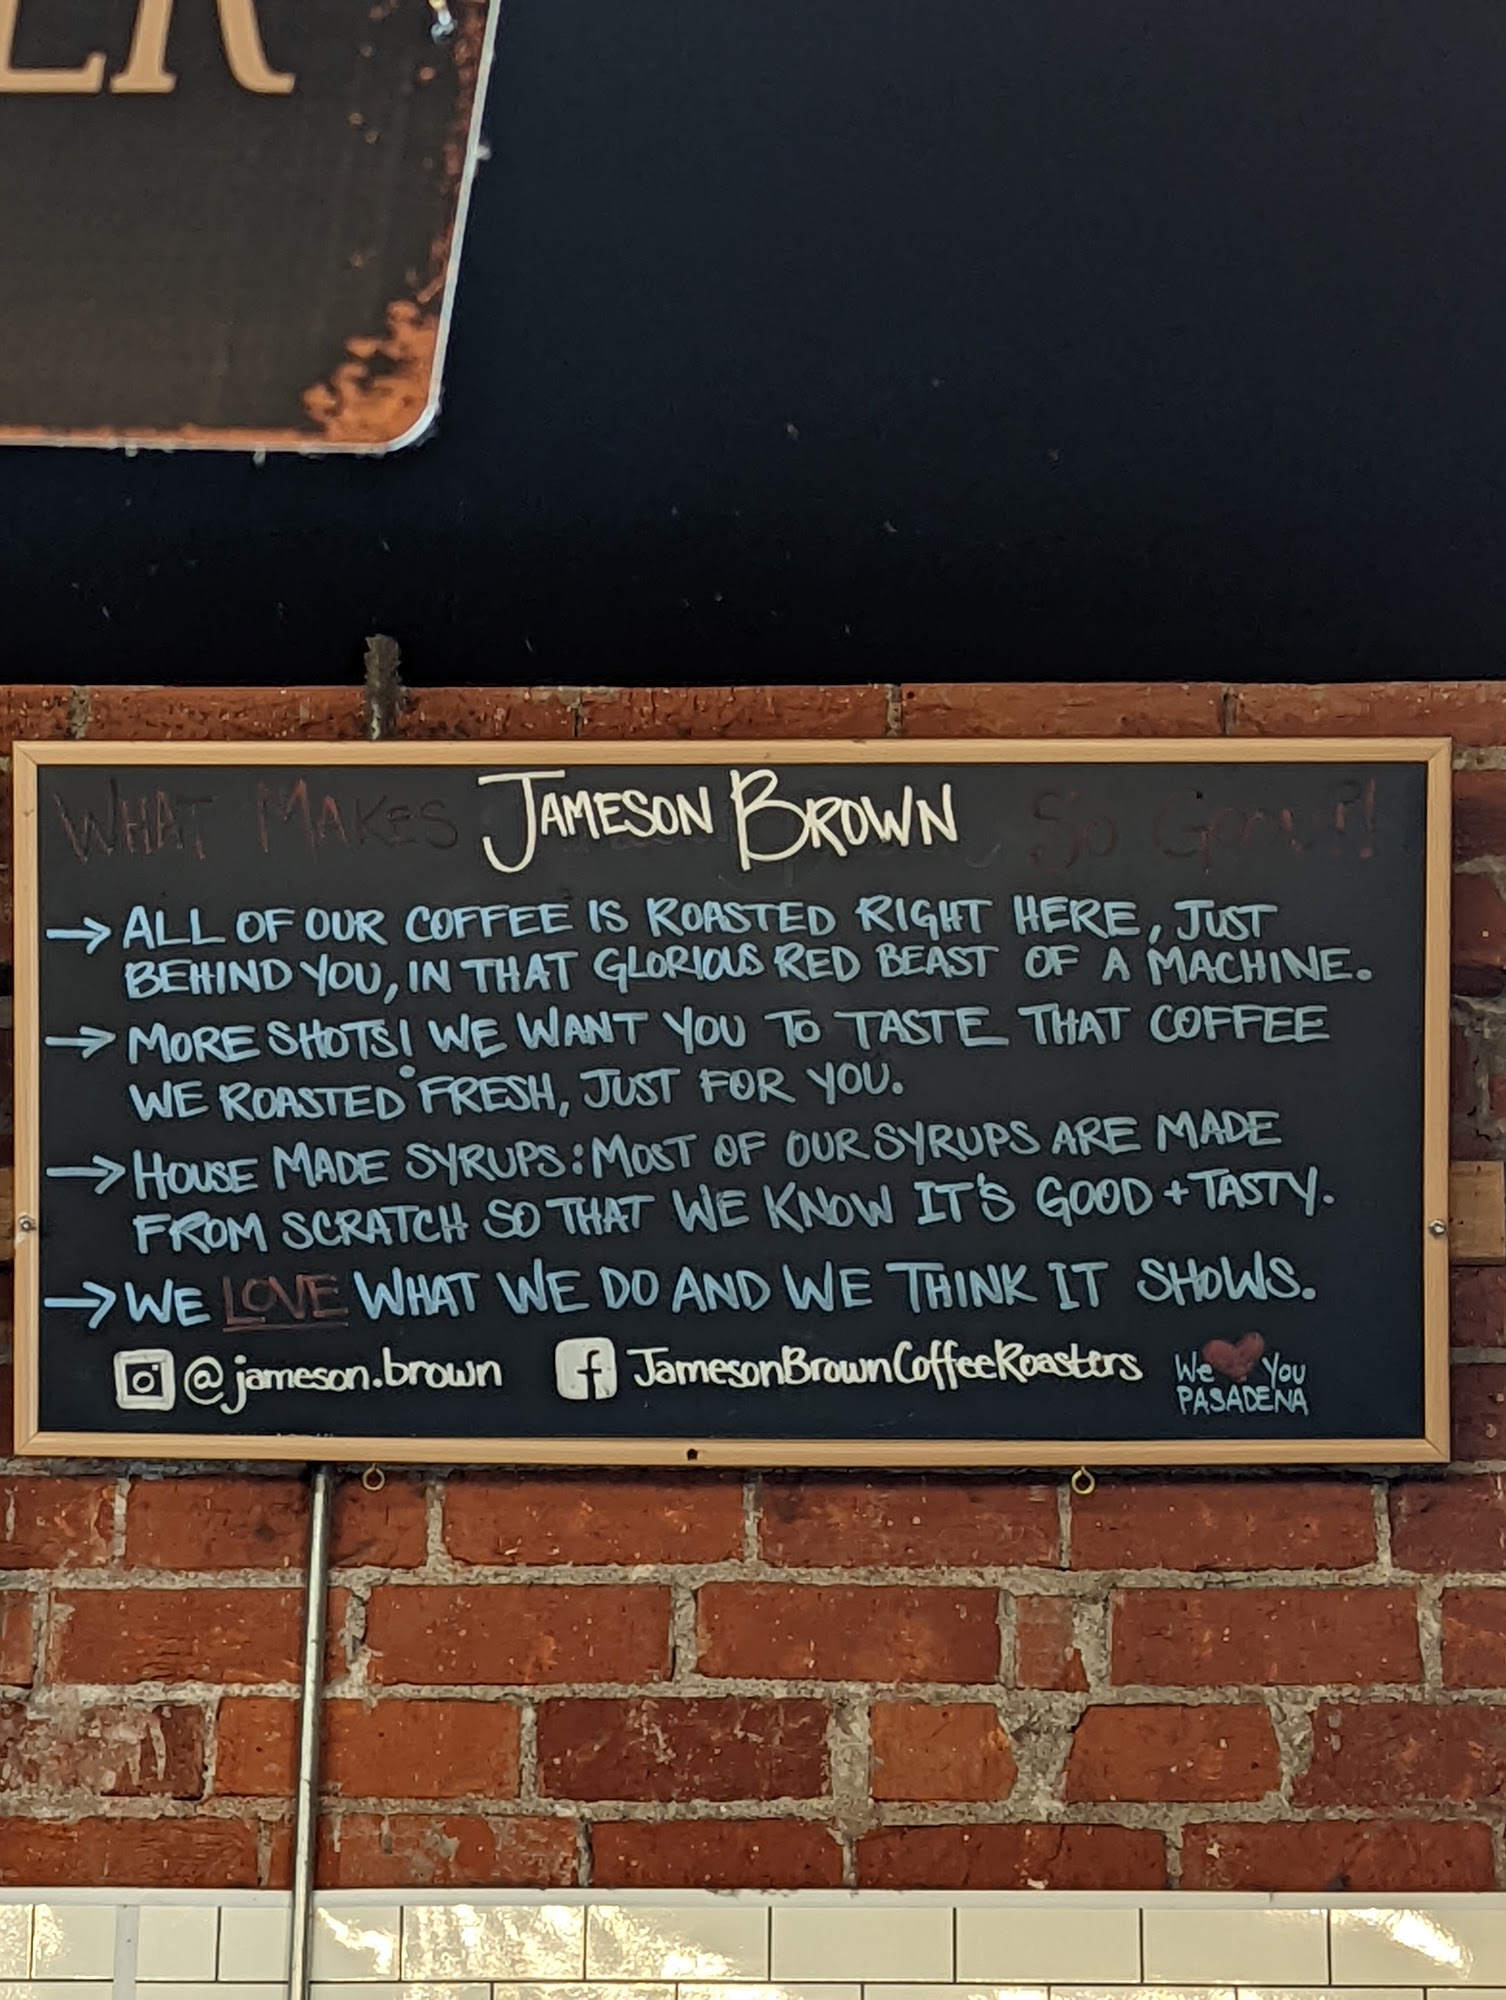 ER
WHAT MAKES JAMESON BROWN SO GOOD?!
→ ALL OF OUR COFFEE IS ROASTED RIGHT HERE, JUST
BEHIND YOU, IN THAT GLORIOUS RED BEAST OF A MACHINE.
→ MORE SHOTS! WE WANT YOU TO TASTE THAT COFFEE
WE ROASTED FRESH, JUST FOR YOU.
→ HOUSE MADE SYRUPS: MOST OF OUR SYRUPS ARE MADE
FROM SCRATCH SO THAT WE KNOW IT'S GOOD + TASTY.
→ WE LOVE WHAT WE DO AND WE THINK IT SHOWS.
@jameson.brown f JamesonBrownCoffeeRoasters
We ♥ You
PASADENA